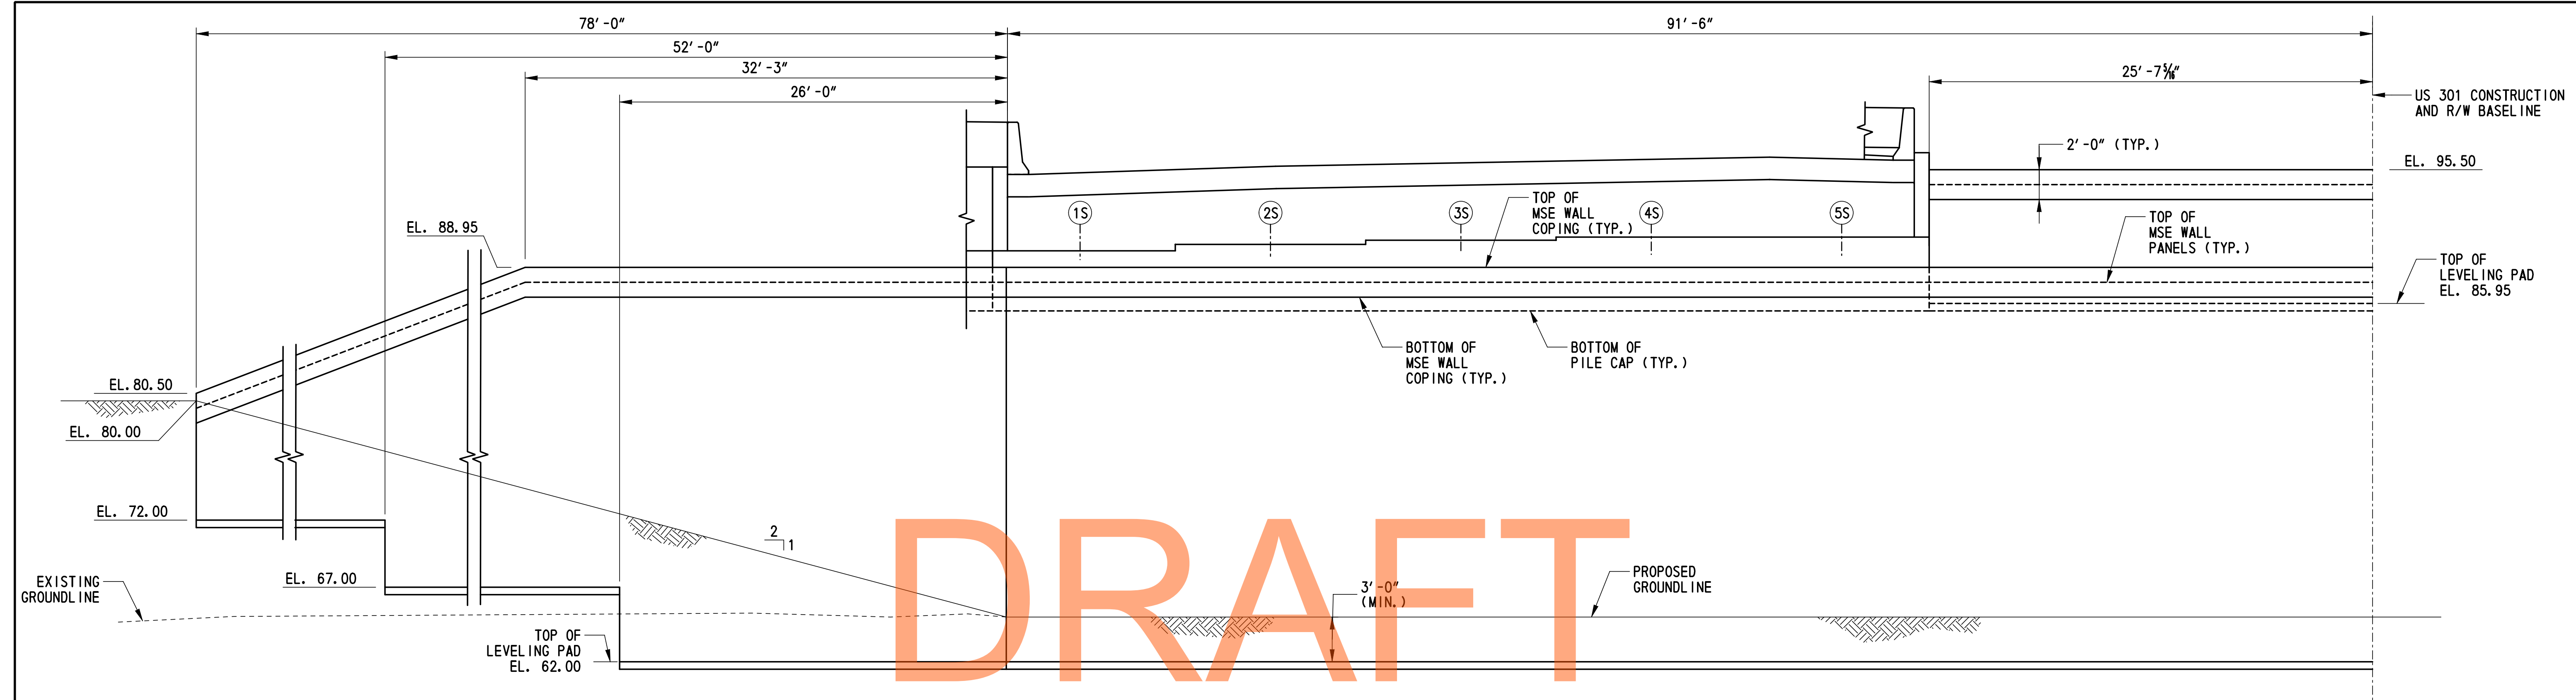 78'-0"
91'-6"
52'-0"
32'-3"
25'-7 5/16"
26'-0"
US 301 CONSTRUCTION
AND R/W BASELINE
2'-0" (TYP.)
EL. 95.50
1S
2S
3S
4S
5S
TOP OF
MSE WALL
COPING (TYP.)
TOP OF
MSE WALL
PANELS (TYP.)
EL. 88.95
TOP OF
LEVELING PAD
EL. 85.95
BOTTOM OF
MSE WALL
COPING (TYP.)
BOTTOM OF
PILE CAP (TYP.)
EL. 80.50
EL. 80.00
EL. 72.00
2
1
DRAFT
EXISTING
GROUNDLINE
EL. 67.00
3'-0"
(MIN.)
PROPOSED
GROUNDLINE
TOP OF
LEVELING PAD
EL. 62.00